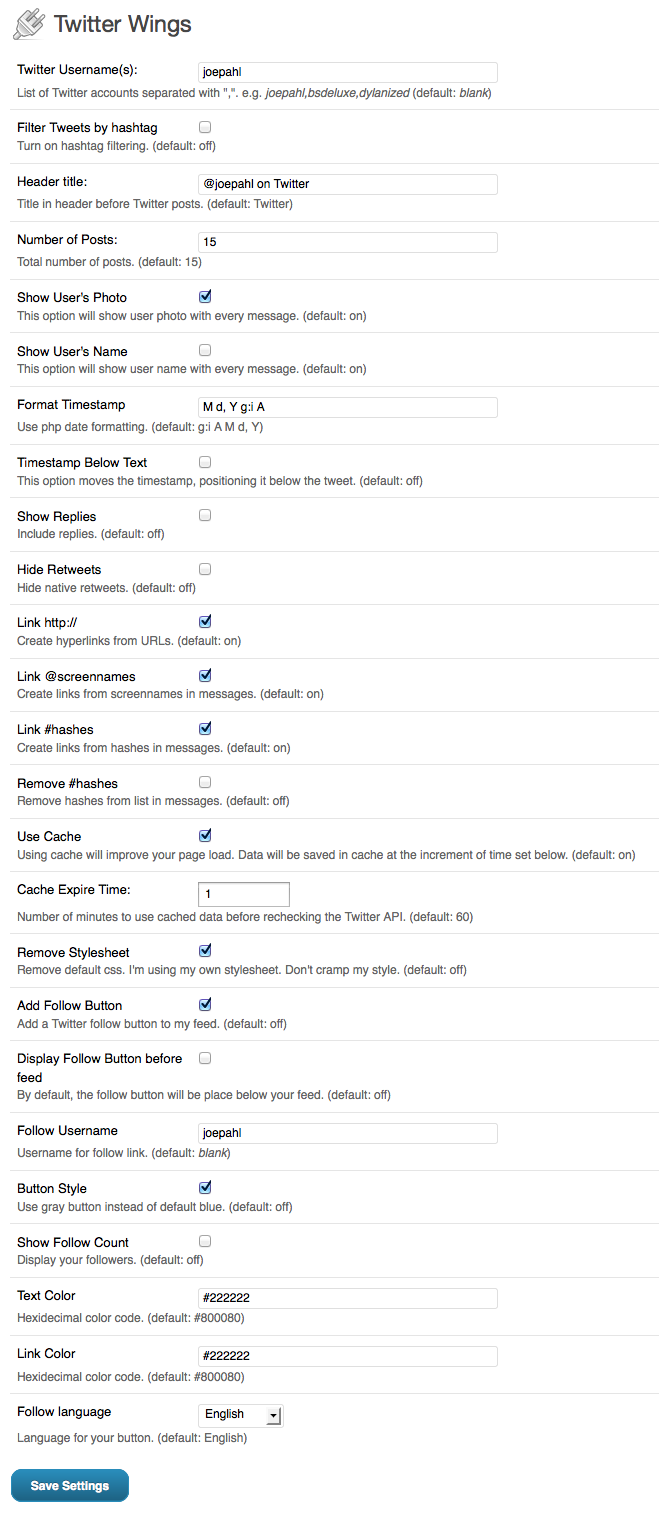 Twitter Wings
Twitter Username(s):
joepahl
List of Twitter accounts separated with ",". e.g. joepahl,bsdeluxe,dylanized (default: blank)
Filter Tweets by hashtag
Turn on hashtag filtering. (default: off)
Header title:
@joepahl on Twitter
Title in header before Twitter posts. (default: Twitter)
Number of Posts:
15
Total number of posts. (default: 15)
Show User's Photo
This option will show user photo with every message. (default: on)
Show User's Name
This option will show user name with every message. (default: on)
Format Timestamp
M d, Y g:i A
Use php date formatting. (default: g:i A M d, Y)
Timestamp Below Text
This option moves the timestamp, positioning it below the tweet. (default: off)
Show Replies
Include replies. (default: off)
Hide Retweets
Hide native retweets. (default: off)
Link http://
Create hyperlinks from URLs. (default: on)
Link @screennames
Create links from screennames in messages. (default: on)
Link #hashes
Create links from hashes in messages. (default: on)
Remove #hashes
Remove hashes from list in messages. (default: off)
Use Cache
Using cache will improve your page load. Data will be saved in cache at the increment of time set below. (default: on)
Cache Expire Time:
1
Number of minutes to use cached data before rechecking the Twitter API. (default: 60)
Remove Stylesheet
Remove default css. I'm using my own stylesheet. Don't cramp my style. (default: off)
Add Follow Button
Add a Twitter follow button to my feed. (default: off)
Display Follow Button before
feed
By default, the follow button will be place below your feed. (default: off)
Follow Username
joepahl
Username for follow link. (default: blank)
Button Style
Use gray button instead of default blue. (default: off)
Show Follow Count
Display your followers. (default: off)
Text Color
#222222
Hexidecimal color code. (default: #800080)
Link Color
#222222
Hexidecimal color code. (default: #800080)
Follow language
English
Language for your button. (default: English)
Save Settings